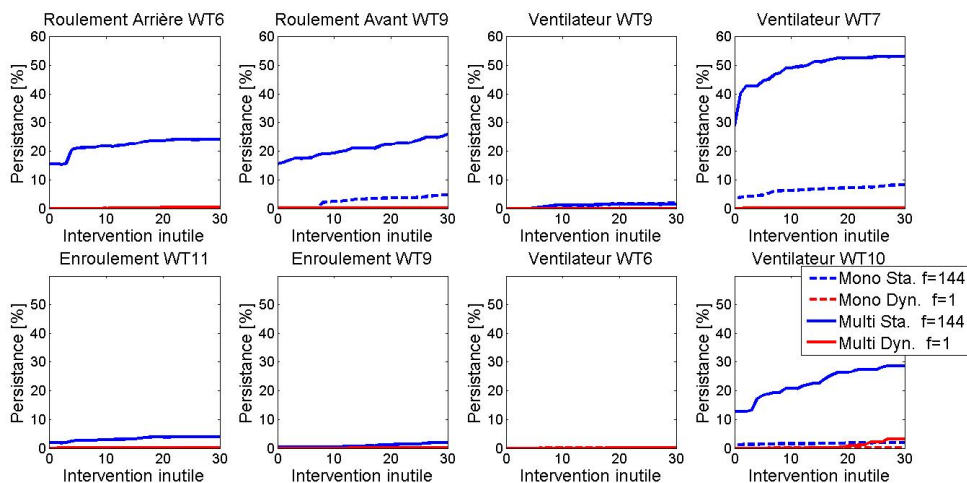 Roulement Arrière WT6
Roulement Avant WT9
Ventilateur WT9
Ventilateur WT7
Persistance [%]
60
50
40
30
20
10
0
0 10 20 30
Intervention inutile
Persistance [%]
60
50
40
30
20
10
0
0 10 20 30
Intervention inutile
Persistance [%]
60
50
40
30
20
10
0
0 10 20 30
Intervention inutile
Persistance [%]
60
50
40
30
20
10
0
0 10 20 30
Intervention inutile
Enroulement WT11
Enroulement WT9
Ventilateur WT6
Ventilateur WT10
Persistance [%]
50
40
30
20
10
0
0 10 20 30
Intervention inutile
Persistance [%]
50
40
30
20
10
0
0 10 20 30
Intervention inutile
Persistance [%]
50
40
30
20
10
0
0 10 20 30
Intervention inutile
Persistance [%]
50
40
30
20
10
0
0 10 20 30
Intervention inutile
Mono Sta. f=144
Mono Dyn. f=1
Multi Sta. f=144
Multi Dyn. f=1